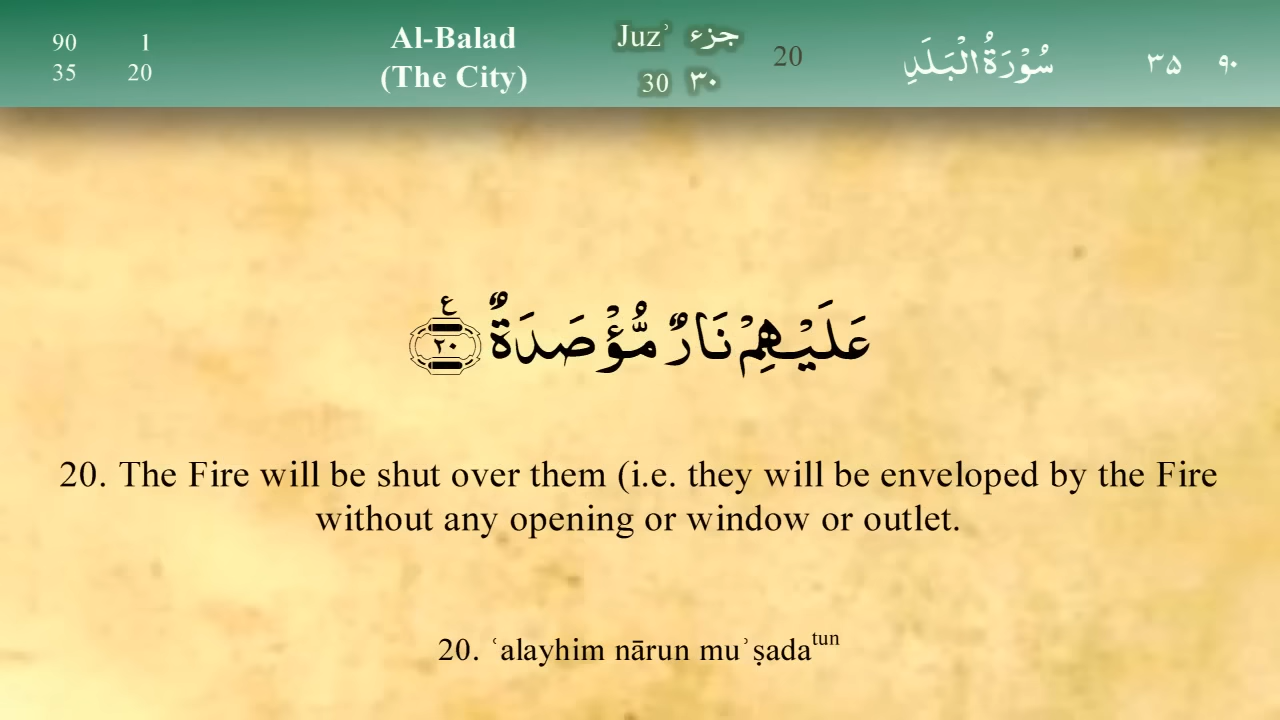 90 1 Al-Balad Juzʾ جزء 20 سُوْرَةُ الْبَلَدِ ٣٥ ٩٠
35 20 (The City) 30 ٣٠
عَلَيْهِمْ نَارٌ مُّؤْصَدَةٌ ٢٠ ع
20. The Fire will be shut over them (i.e. they will be enveloped by the Fire
without any opening or window or outlet.
20. ʿalayhim nārun muʾṣadatun